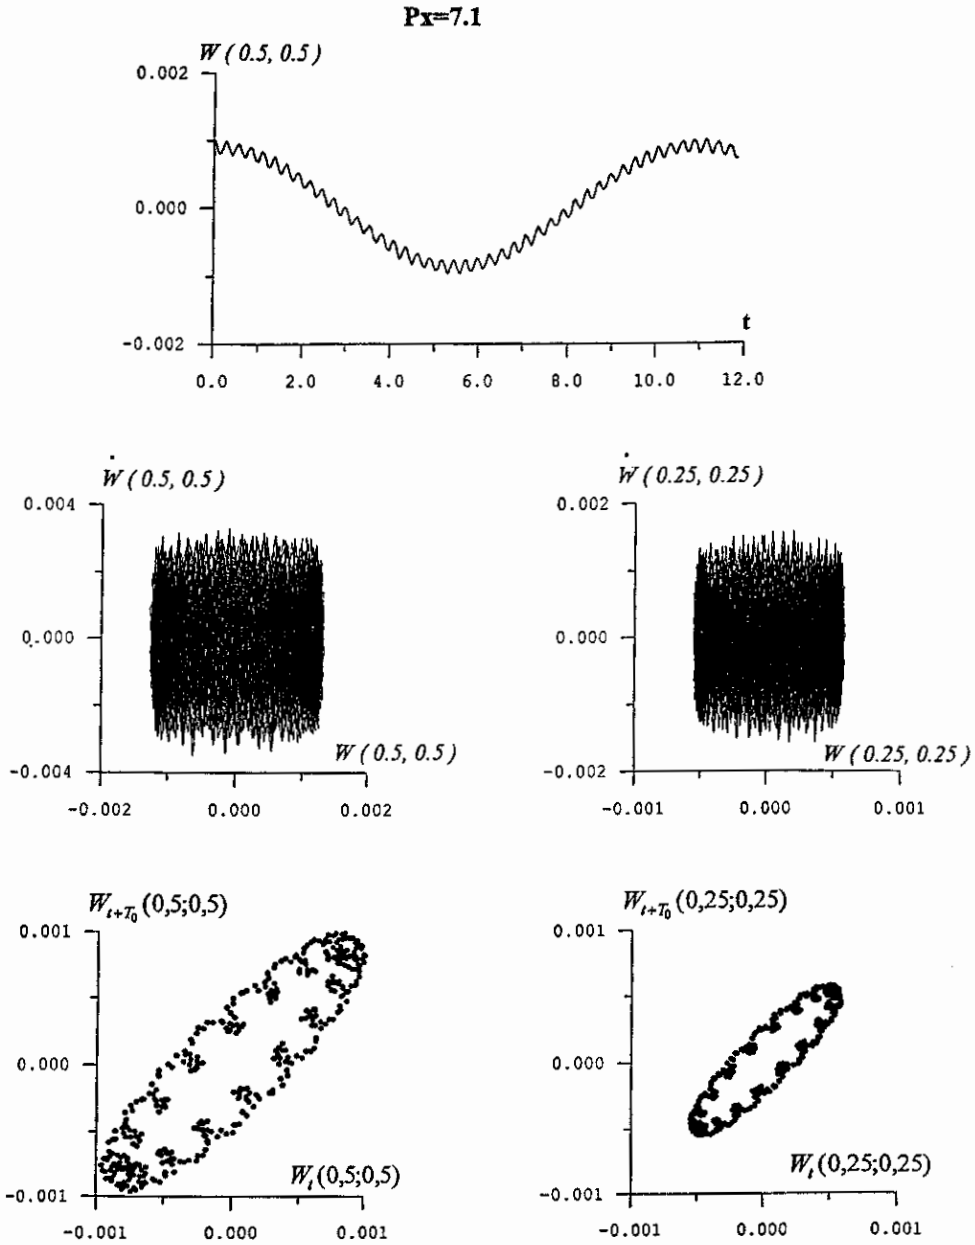 Px=7.1
W ( 0.5, 0.5 )
0.002
0.000
-0.002
t
0.0 2.0 4.0 6.0 8.0 10.0 12.0
Ẇ ( 0.5, 0.5 )
0.004
0.000
-0.004
W ( 0.5, 0.5 )
-0.002 0.000 0.002
Ẇ ( 0.25, 0.25 )
0.002
0.000
-0.002
W ( 0.25, 0.25 )
-0.001 0.000 0.001
W_{t+T_0}(0,5;0,5)
0.001
0.000
-0.001
W_t(0,5;0,5)
-0.001 0.000 0.001
W_{t+T_0}(0,25;0,25)
0.001
0.000
-0.001
W_t(0,25;0,25)
-0.001 0.000 0.001